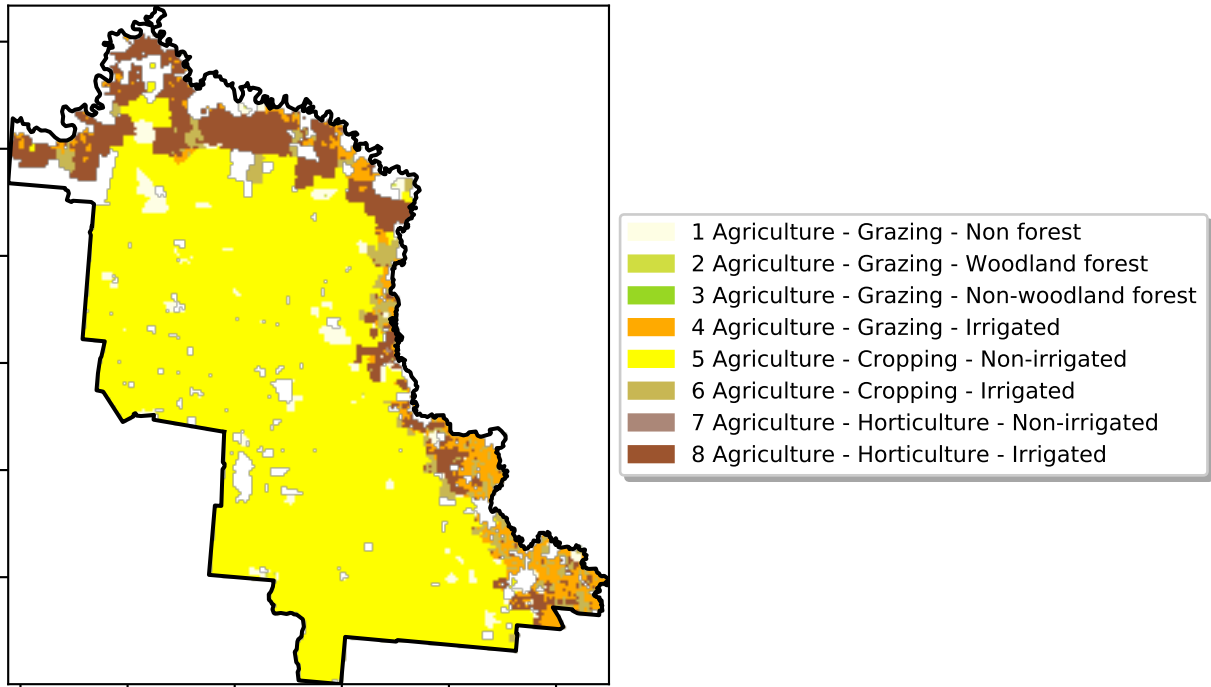 1 Agriculture - Grazing - Non forest
2 Agriculture - Grazing - Woodland forest
3 Agriculture - Grazing - Non-woodland forest
4 Agriculture - Grazing - Irrigated
5 Agriculture - Cropping - Non-irrigated
6 Agriculture - Cropping - Irrigated
7 Agriculture - Horticulture - Non-irrigated
8 Agriculture - Horticulture - Irrigated